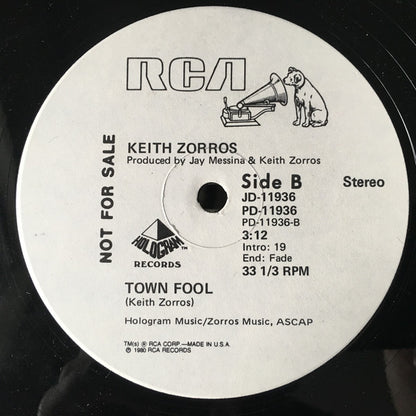 RCA
NOT FOR SALE
KEITH ZORROS
Produced by Jay Messina & Keith Zorros
Side B
Stereo
JD-11936
PD-11936
PD-11936-B
3:12
Intro: 19
End: Fade
33 1/3 RPM
HOLOGRAM™
RECORDS
TOWN FOOL
(Keith Zorros)
Hologram Music/Zorros Music, ASCAP
TM(s) ® RCA CORP.—MADE IN U.S.A.
℗ 1980 RCA RECORDS